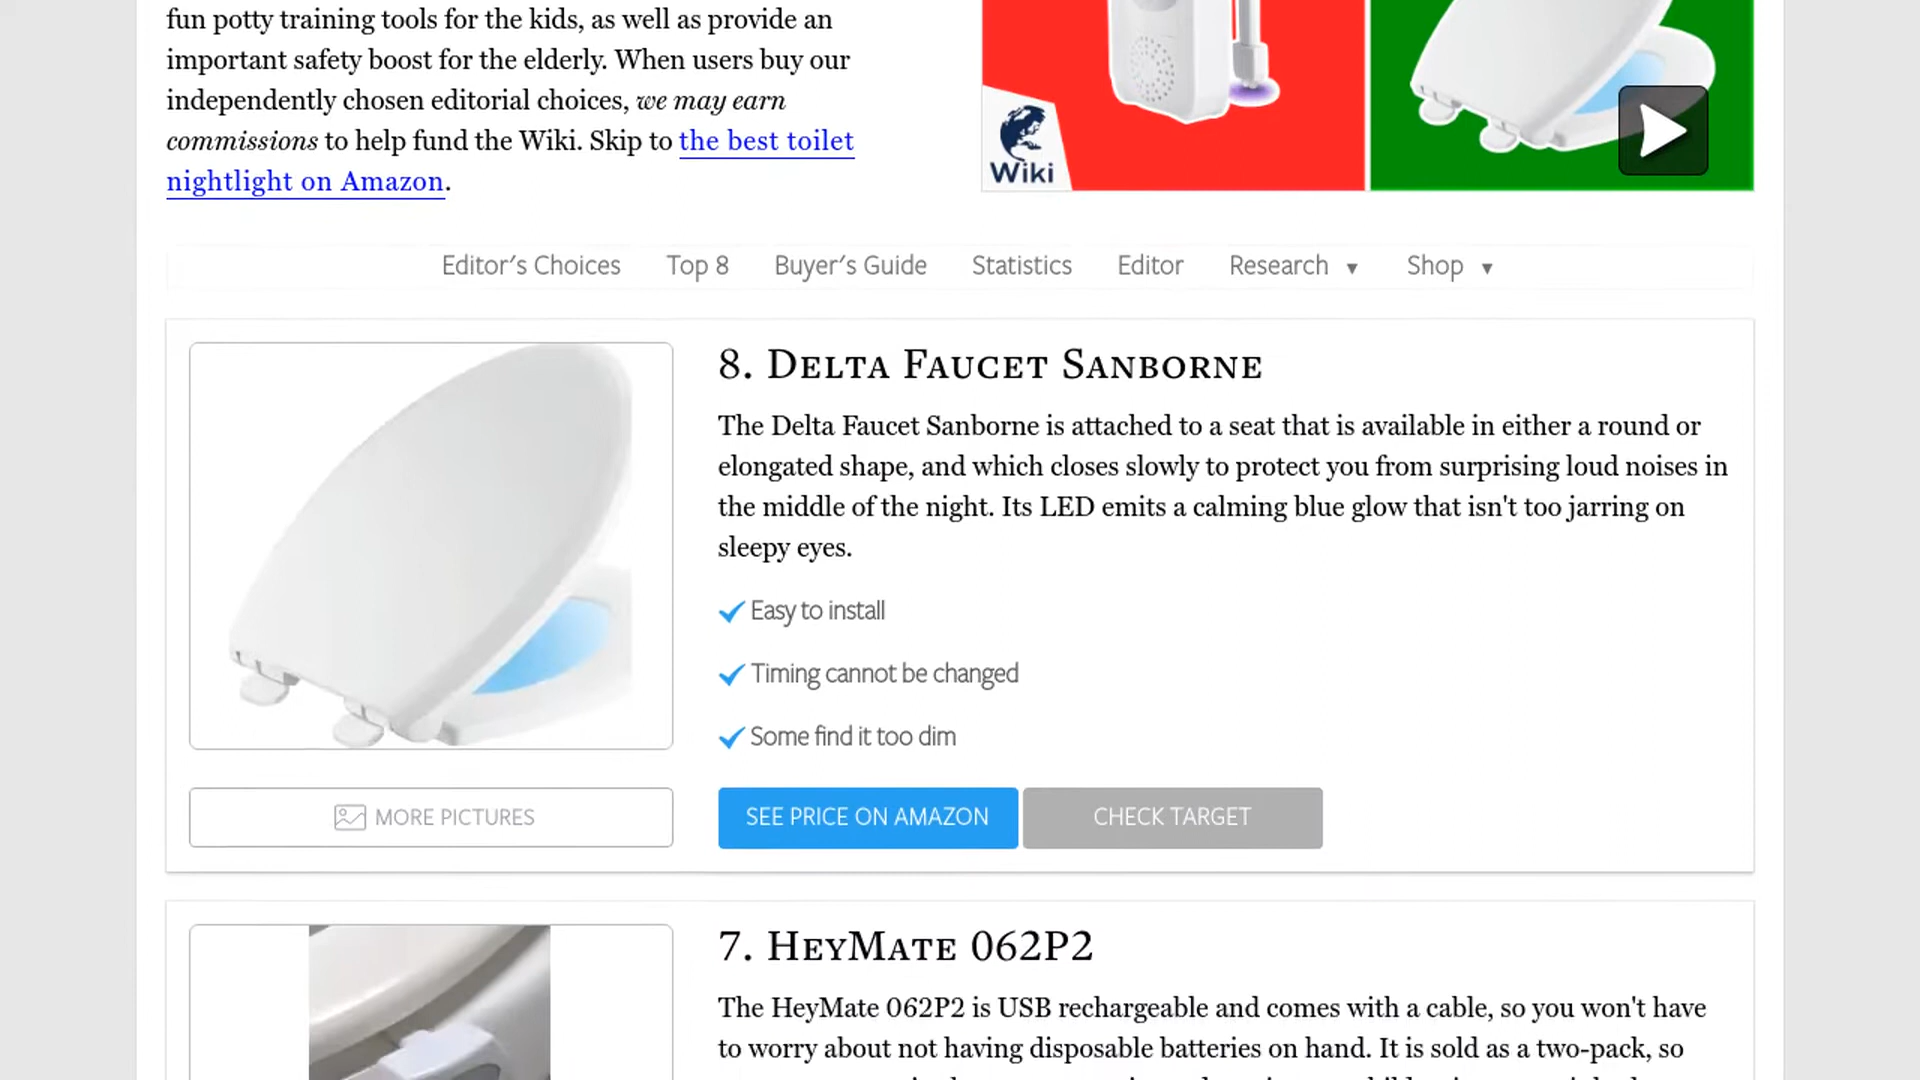 fun potty training tools for the kids, as well as provide an
important safety boost for the elderly. When users buy our
independently chosen editorial choices, we may earn
commissions to help fund the Wiki. Skip to the best toilet
nightlight on Amazon.
Wiki
Editor's Choices Top 8 Buyer's Guide Statistics Editor Research ▼ Shop ▼
8. Delta Faucet Sanborne
The Delta Faucet Sanborne is attached to a seat that is available in either a round or
elongated shape, and which closes slowly to protect you from surprising loud noises in
the middle of the night. Its LED emits a calming blue glow that isn't too jarring on
sleepy eyes.
Easy to install
Timing cannot be changed
Some find it too dim
MORE PICTURES
SEE PRICE ON AMAZON
CHECK TARGET
7. HeyMate 062P2
The HeyMate 062P2 is USB rechargeable and comes with a cable, so you won't have
to worry about not having disposable batteries on hand. It is sold as a two-pack, so